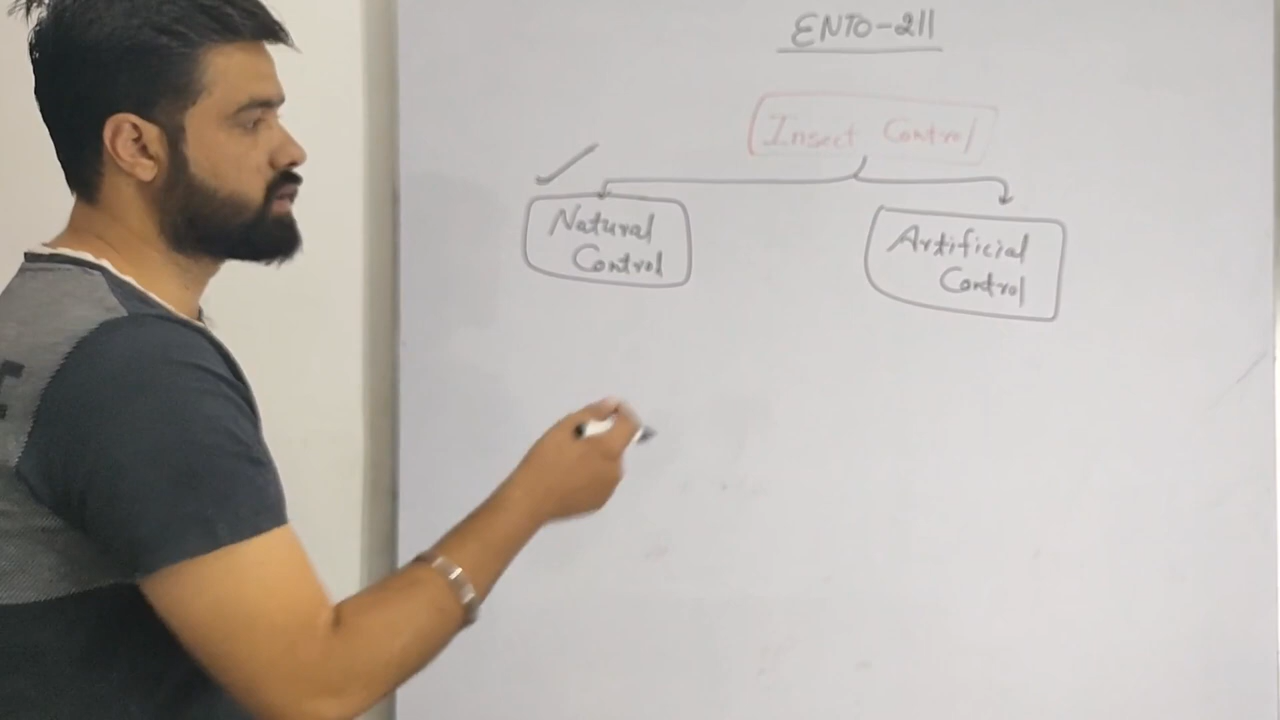 ENTO-211
Insect Control
Natural
Control
Artificial
Control